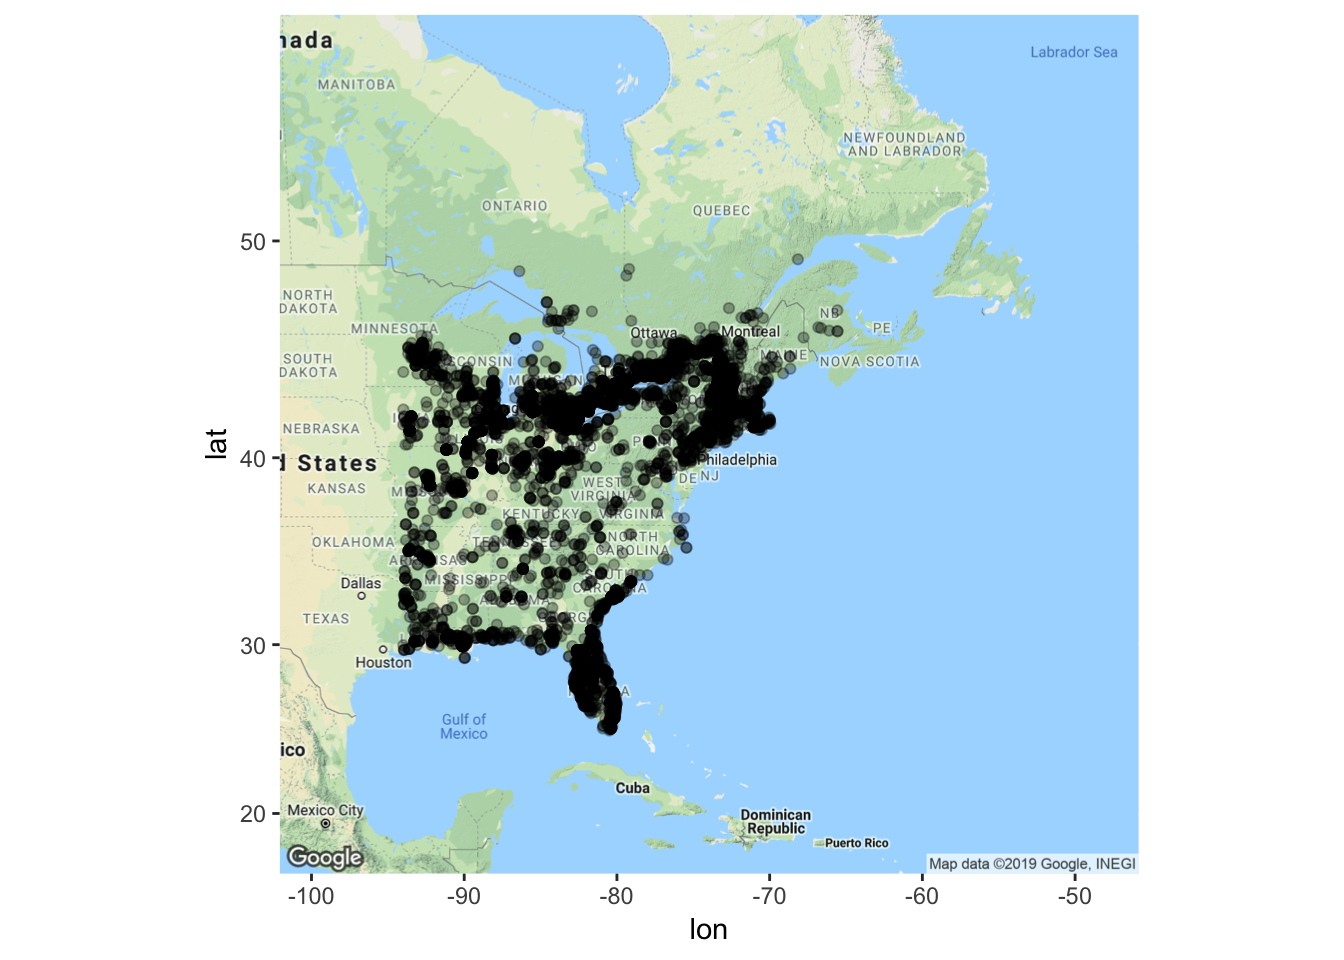 nada
Labrador Sea
MANITOBA
NEWFOUNDLAND
AND LABRADOR
ONTARIO
QUEBEC
50
NORTH
DAKOTA
MINNESOTA
Ottawa
Montreal
NB
PE
SOUTH
DAKOTA
SCONSIN
MAINE
NOVA SCOTIA
NEBRASKA
lat
40
d States
Philadelphia
KANSAS
DE
NJ
WEST
VIRGINIA
KENTUCKY
VIRGINIA
OKLAHOMA
NORTH
CAROLINA
Dallas
MISSISSIPPI
SOUTH
CAROLINA
TEXAS
30
Houston
Gulf of
Mexico
ico
Cuba
20
Mexico City
Dominican
Republic
Puerto Rico
Google
Map data ©2019 Google, INEGI
-100
-90
-80
-70
-60
-50
lon